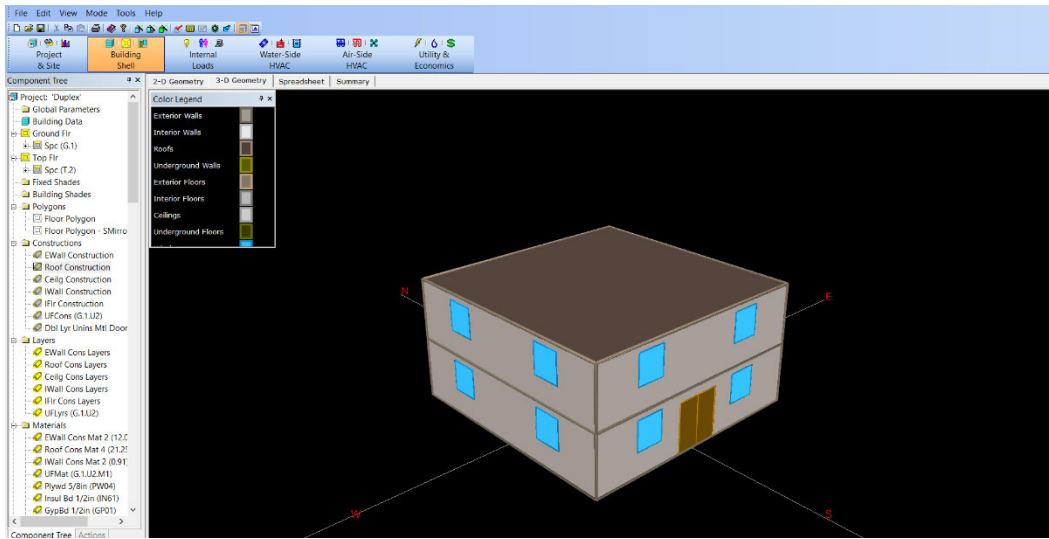 File Edit View Mode Tools Help
Project & Site
Building Shell
Internal Loads
Water-Side HVAC
Air-Side HVAC
Utility & Economics
Component Tree
2-D Geometry 3-D Geometry Spreadsheet Summary
Project: 'Duplex'
Global Parameters
Building Data
Ground Flr
Spc (G.1)
Top Flr
Spc (T.2)
Fixed Shades
Building Shades
Polygons
Floor Polygon
Floor Polygon - SMirro
Constructions
EWall Construction
Roof Construction
Ceilg Construction
IWall Construction
IFlr Construction
UFCons (G.1.U2)
Dbl Lyr Unins Mtl Door
Layers
EWall Cons Layers
Roof Cons Layers
Ceilg Cons Layers
IWall Cons Layers
IFlr Cons Layers
UFLyrs (G.1.U2)
Materials
EWall Cons Mat 2 (12.0
Roof Cons Mat 4 (21.25
IWall Cons Mat 2 (0.91
UFMat (G.1.U2.M1)
Plywd 5/8in (PW04)
Insul Bd 1/2in (IN61)
GypBd 1/2in (GP01)
Component Tree Actions
Color Legend
Exterior Walls
Interior Walls
Roofs
Underground Walls
Exterior Floors
Interior Floors
Ceilings
Underground Floors
N
E
W
S